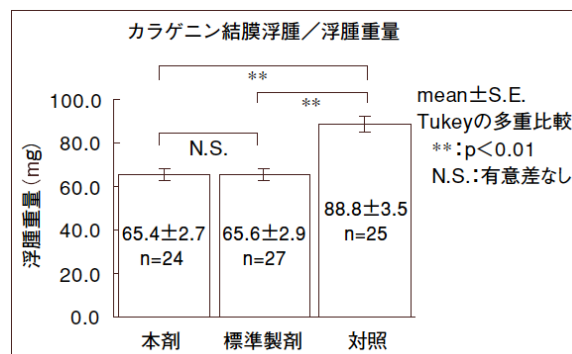 カラゲニン結膜浮腫／浮腫重量
**
**
N.S.
mean±S.E.
Tukeyの多重比較
**：p＜0.01
N.S.：有意差なし
浮腫重量(mg)
100.0
80.0
60.0
40.0
20.0
0.0
65.4±2.7
n=24
65.6±2.9
n=27
88.8±3.5
n=25
本剤
標準製剤
対照